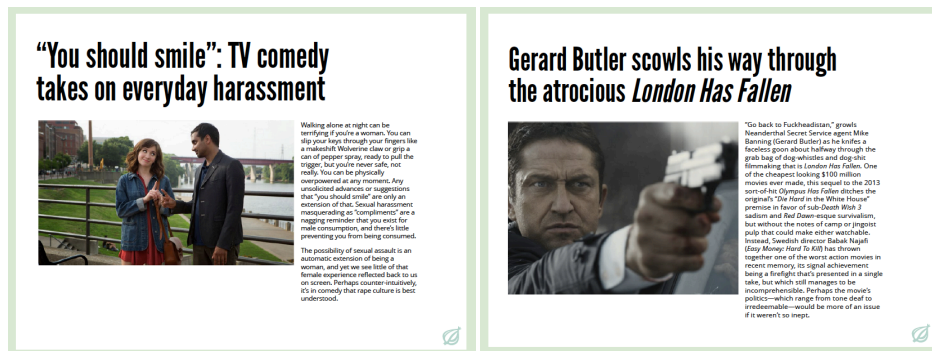 “You should smile”: TV comedy
takes on everyday harassment
Walking alone at night can be
terrifying if you’re a woman. You can
slip your keys through your fingers like
a makeshift Wolverine claw or grip a
can of pepper spray, ready to pull the
trigger, but you’re never safe, not
really. You can be physically
overpowered at any moment. Any
unsolicited advances or suggestions
that “you should smile” are only an
extension of that. Sexual harassment
masquerading as “compliments” are a
nagging reminder that you exist for
male consumption, and there’s little
preventing you from being consumed.
The possibility of sexual assault is an
automatic extension of being a
woman, and yet we see little of that
female experience reflected back to us
on screen. Perhaps counter-intuitively,
it’s in comedy that rape culture is best
understood.
Gerard Butler scowls his way through
the atrocious London Has Fallen
“Go back to Fuckheadistan,” growls
Neanderthal Secret Service agent Mike
Banning (Gerard Butler) as he knifes a
faceless goon about halfway through the
grab bag of dog-whistles and dog-shit
filmmaking that is London Has Fallen. One
of the cheapest looking $100 million
movies ever made, this sequel to the 2013
sort-of-hit Olympus Has Fallen ditches the
original’s “Die Hard in the White House”
premise in favor of sub-Death Wish 3
sadism and Red Dawn-esque survivalism,
but without the notes of camp or jingoist
pulp that could make either watchable.
Instead, Swedish director Babak Najafi
(Easy Money: Hard To Kill) has thrown
together one of the worst action movies in
recent memory, its signal achievement
being a firefight that’s presented in a single
take, but which still manages to be
incomprehensible. Perhaps the movie’s
politics—which range from tone deaf to
irredeemable—would be more of an issue
if it weren’t so inept.